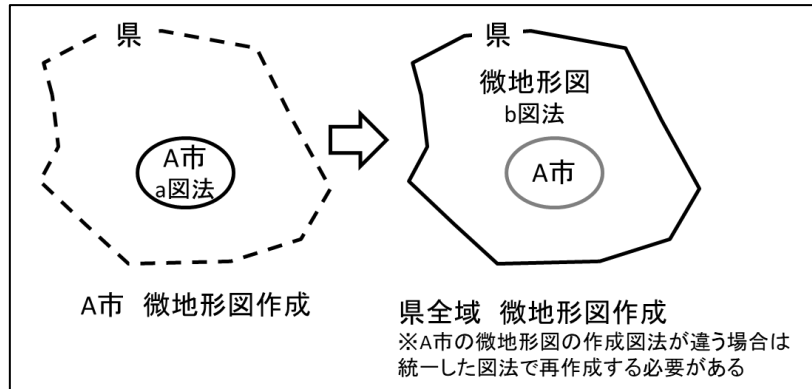 県
A市
a図法
A市 微地形図作成
県
微地形図
b図法
A市
県全域 微地形図作成
※A市の微地形図の作成図法が違う場合は
統一した図法で再作成する必要がある